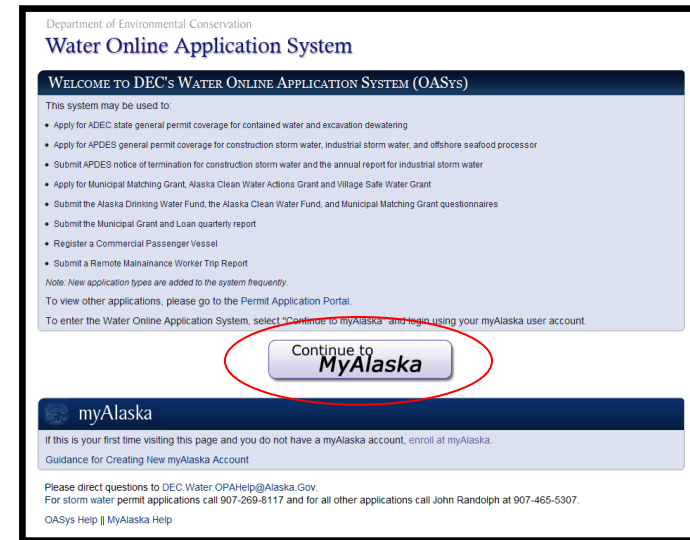 Department of Environmental Conservation
Water Online Application System
WELCOME TO DEC'S WATER ONLINE APPLICATION SYSTEM (OASYS)
This system may be used to:
• Apply for ADEC state general permit coverage for contained water and excavation dewatering
• Apply for APDES general permit coverage for construction storm water, industrial storm water, and offshore seafood processor
• Submit APDES notice of termination for construction storm water and the annual report for industrial storm water
• Apply for Municipal Matching Grant, Alaska Clean Water Actions Grant and Village Safe Water Grant
• Submit the Alaska Drinking Water Fund, the Alaska Clean Water Fund, and Municipal Matching Grant questionnaires
• Submit the Municipal Grant and Loan quarterly report
• Register a Commercial Passenger Vessel
• Submit a Remote Mainainance Worker Trip Report
Note: New application types are added to the system frequently.
To view other applications, please go to the Permit Application Portal.
To enter the Water Online Application System, select "Continue to myAlaska" and login using your myAlaska user account.
Continue to
MyAlaska
myAlaska
If this is your first time visiting this page and you do not have a myAlaska account, enroll at myAlaska.
Guidance for Creating New myAlaska Account
Please direct questions to DEC.Water.OPAHelp@Alaska.Gov.
For storm water permit applications call 907-269-8117 and for all other applications call John Randolph at 907-465-5307.
OASys Help || MyAlaska Help